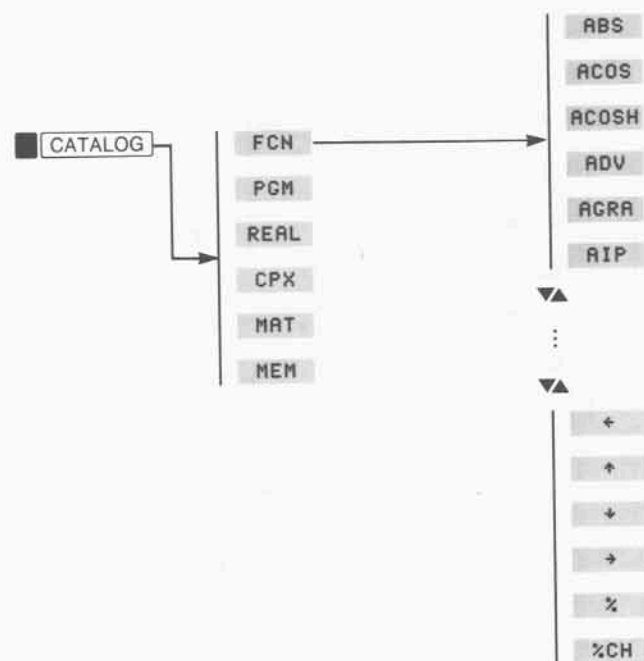 CATALOG
FCN
PGM
REAL
CPX
MAT
MEM
ABS
ACOS
ACOSH
ADV
AGRA
AIP
▼▲
⋮
▼▲
←
↑
↓
→
%
%CH